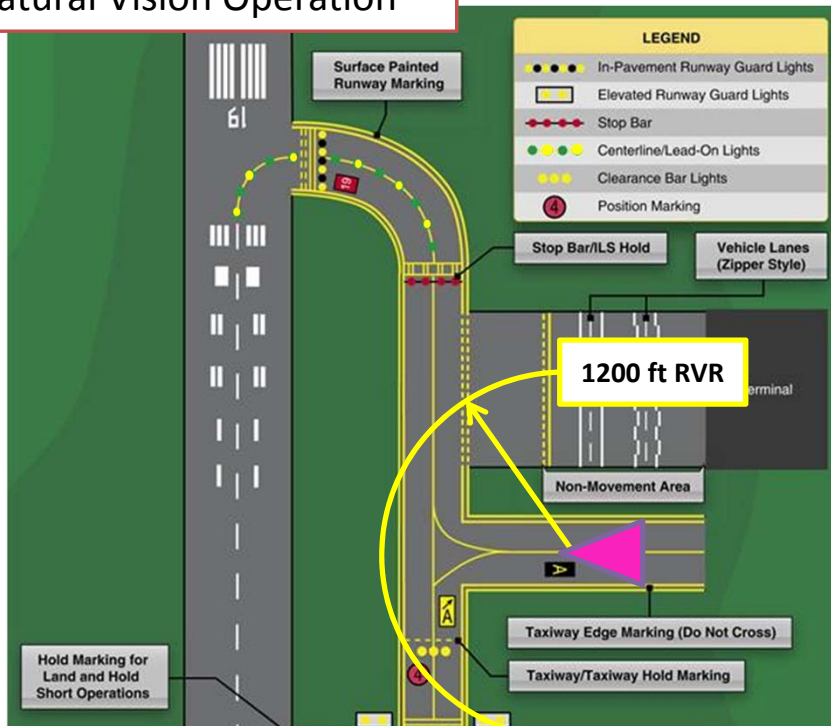 atural Vision Operation
LEGEND
In-Pavement Runway Guard Lights
Elevated Runway Guard Lights
Stop Bar
Centerline/Lead-On Lights
Clearance Bar Lights
4
Position Marking
Surface Painted
Runway Marking
19
19
Stop Bar/ILS Hold
Vehicle Lanes
(Zipper Style)
1200 ft RVR
erminal
Non-Movement Area
A
A
Taxiway Edge Marking (Do Not Cross)
Taxiway/Taxiway Hold Marking
4
Hold Marking for
Land and Hold
Short Operations